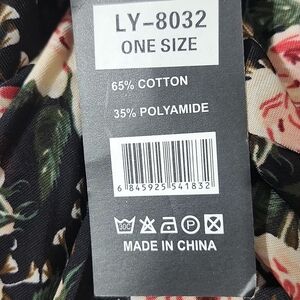 LY-8032
ONE SIZE
65% COTTON
35% POLYAMIDE
6 845925 541832
MADE IN CHINA